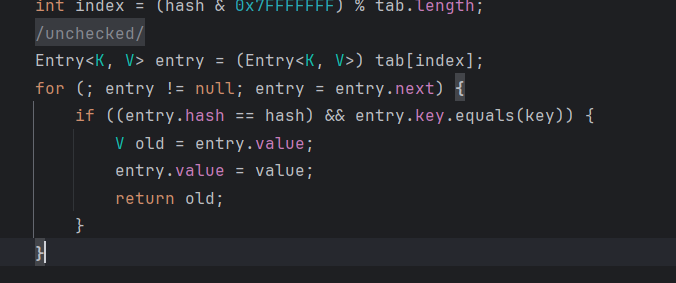 int index = (hash & 0x7FFFFFFF) % tab.length;
/unchecked/
Entry<K, V> entry = (Entry<K, V>) tab[index];
for (; entry != null; entry = entry.next) {
if ((entry.hash == hash) && entry.key.equals(key)) {
V old = entry.value;
entry.value = value;
return old;
}
}